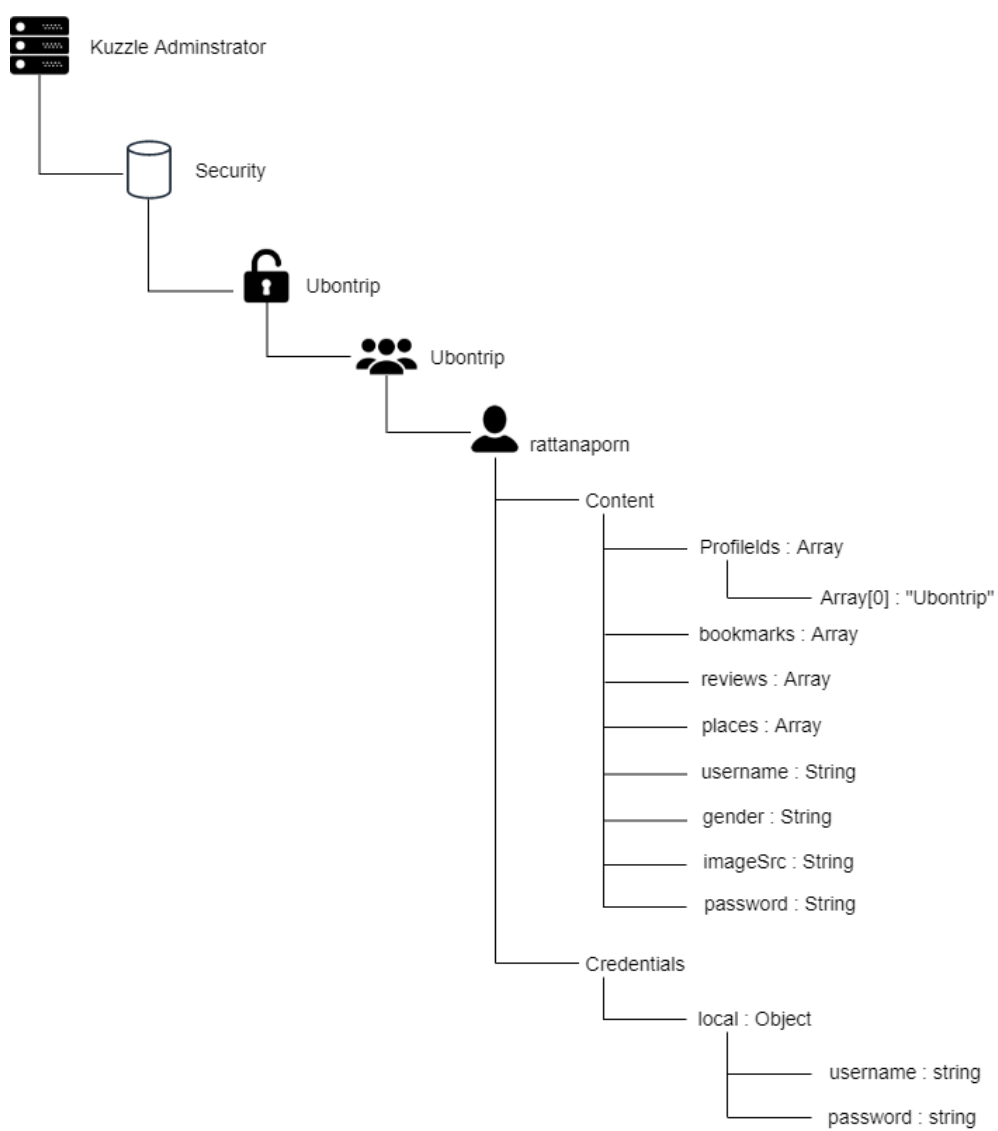 Kuzzle Adminstrator
Security
Ubontrip
Ubontrip
rattanaporn
Content
ProfileIds : Array
Array[0] : "Ubontrip"
bookmarks : Array
reviews : Array
places : Array
username : String
gender : String
imageSrc : String
password : String
Credentials
local : Object
username : string
password : string